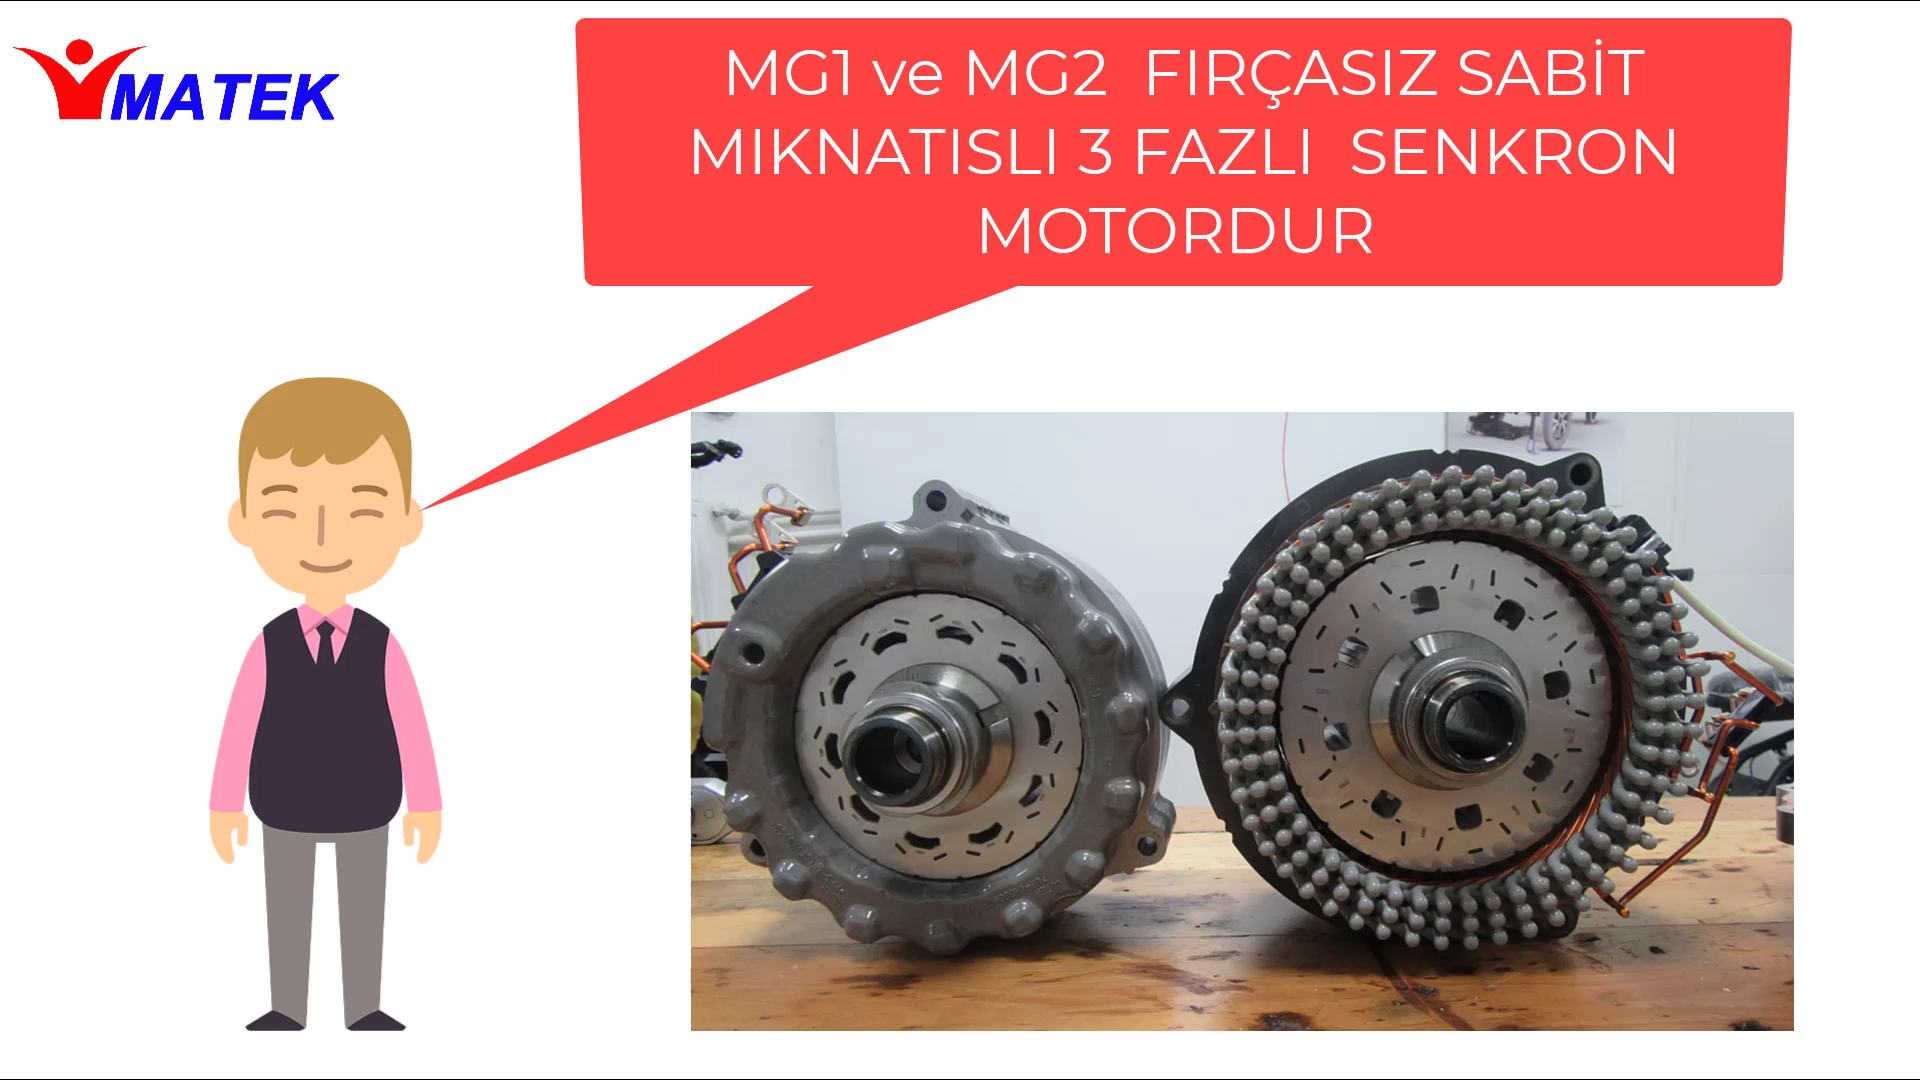 MATEK
MG1 ve MG2 FIRÇASIZ SABİT
MIKNATISLI 3 FAZLI SENKRON
MOTORDUR